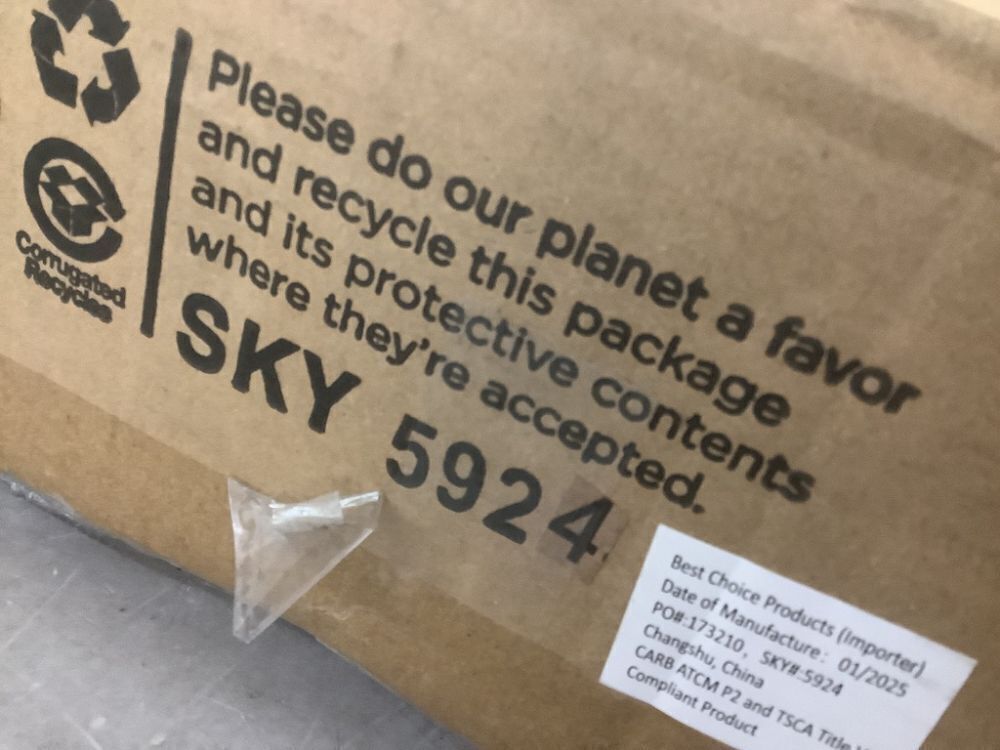 Please do our planet a favor
and recycle this package
and its protective contents
where they're accepted.
Corrugated
Recycles
SKY 5924
Best Choice Products (Importer)
Date of Manufacture: 01/2025
PO#:173210, SKY#:5924
Changshu, China
CARB ATCM P2 and TSCA Title
Compliant Product